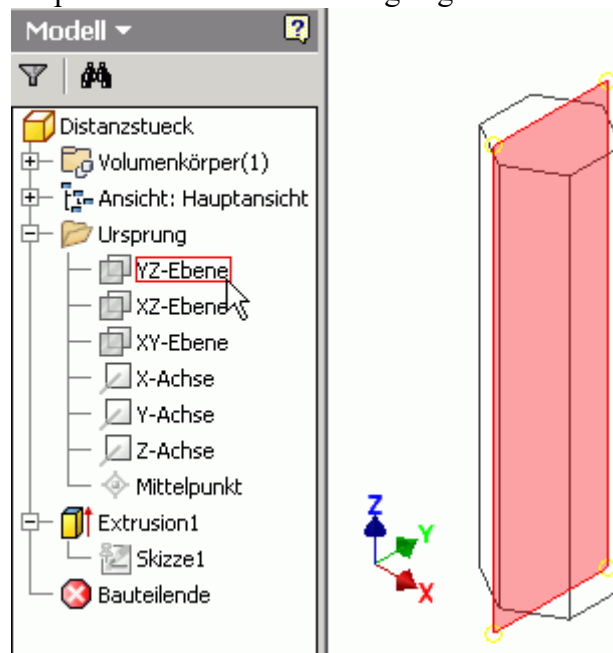 Modell
Distanzstueck
Volumenkörper(1)
Ansicht: Hauptansicht
Ursprung
YZ-Ebene
XZ-Ebene
XY-Ebene
X-Achse
Y-Achse
Z-Achse
Mittelpunkt
Extrusion1
Skizze1
Bauteilende
Z
Y
X